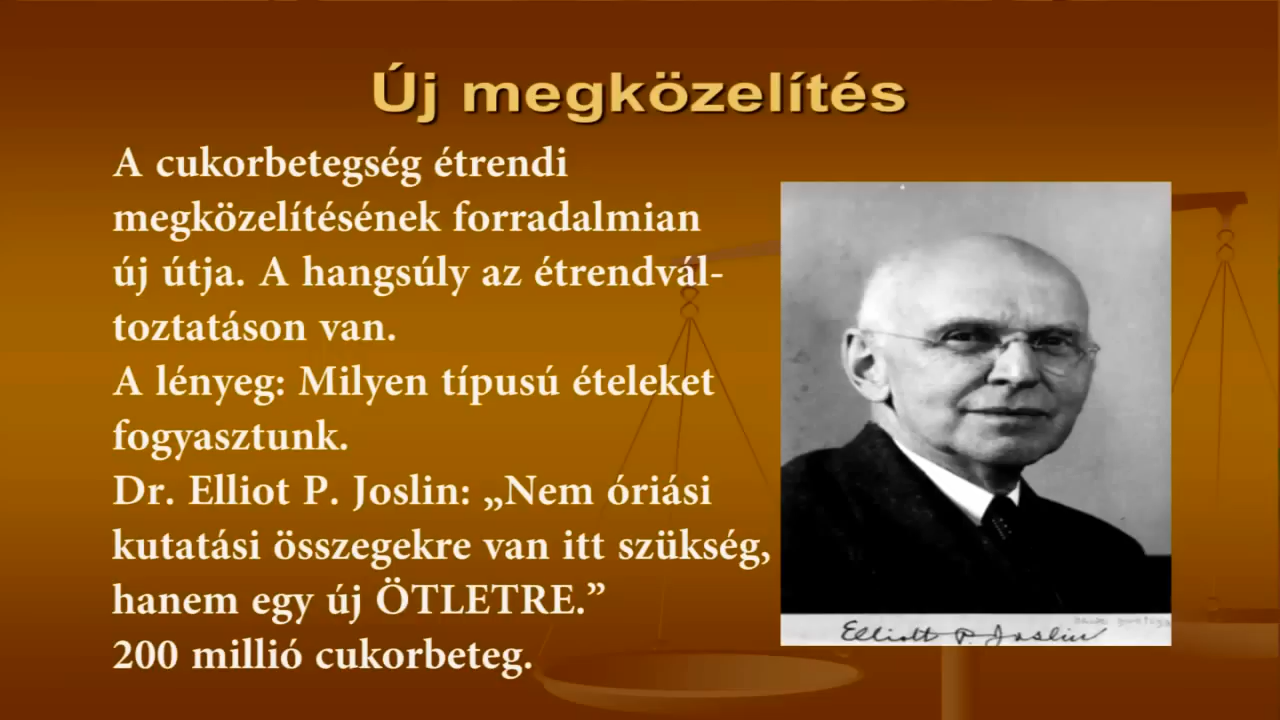 Új megközelítés
A cukorbetegség étrendi
megközelítésének forradalmian
új útja. A hangsúly az étrendvál-
toztatáson van.
A lényeg: Milyen típusú ételeket
fogyasztunk.
Dr. Elliot P. Joslin: „Nem óriási
kutatási összegekre van itt szükség,
hanem egy új ÖTLETRE.”
200 millió cukorbeteg.
Elliott P. Joslin